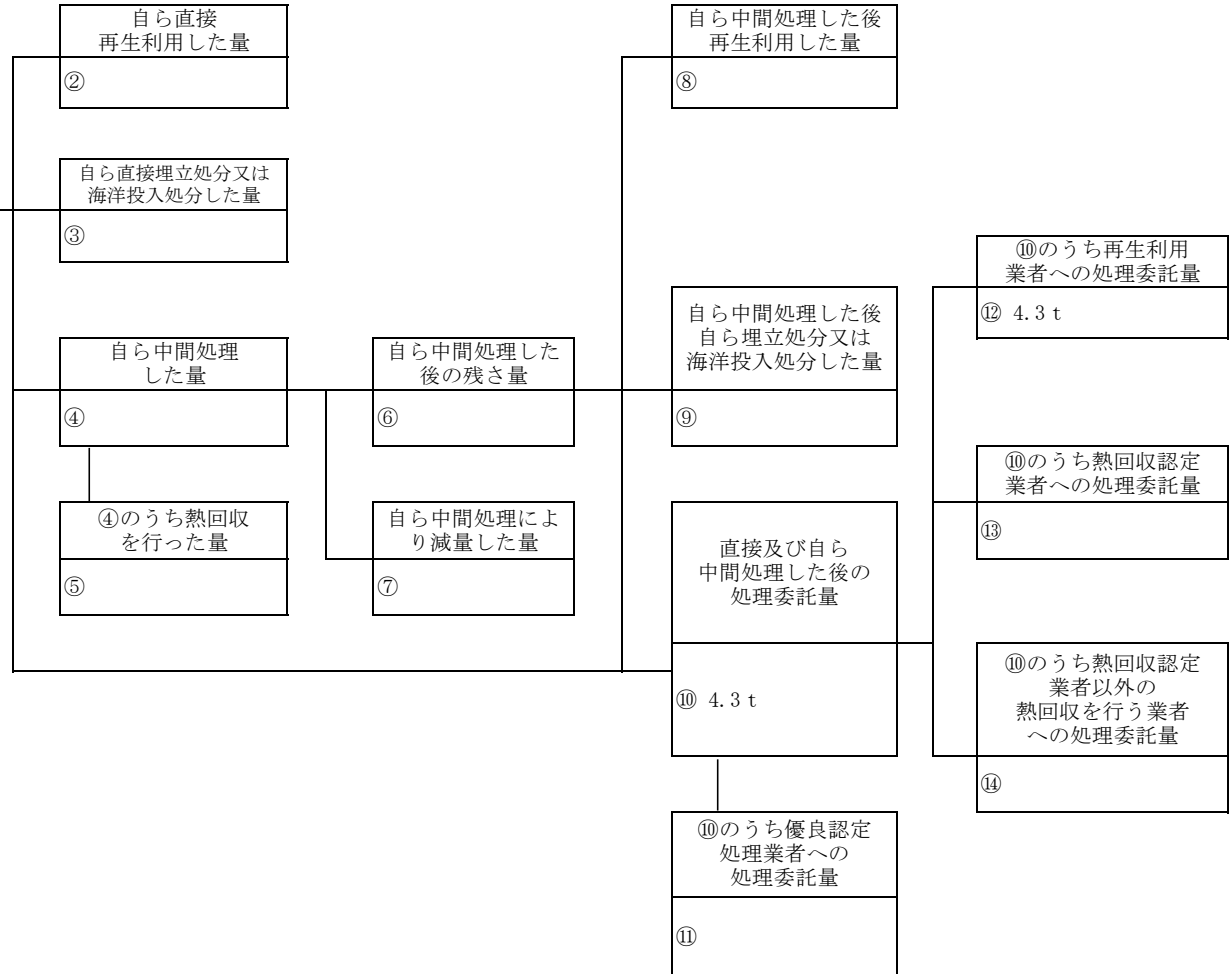 自ら直接
再生利用した量
②
自ら直接埋立処分又は
海洋投入処分した量
③
自ら中間処理
した量
④
④のうち熱回収
を行った量
⑤
自ら中間処理した
後の残さ量
⑥
自ら中間処理によ
り減量した量
⑦
自ら中間処理した後
再生利用した量
⑧
自ら中間処理した後
自ら埋立処分又は
海洋投入処分した量
⑨
直接及び自ら
中間処理した後の
処理委託量
⑩ 4.3 t
⑩のうち優良認定
処理業者への
処理委託量
⑪
⑩のうち再生利用
業者への処理委託量
⑫ 4.3 t
⑩のうち熱回収認定
業者への処理委託量
⑬
⑩のうち熱回収認定
業者以外の
熱回収を行う業者
への処理委託量
⑭